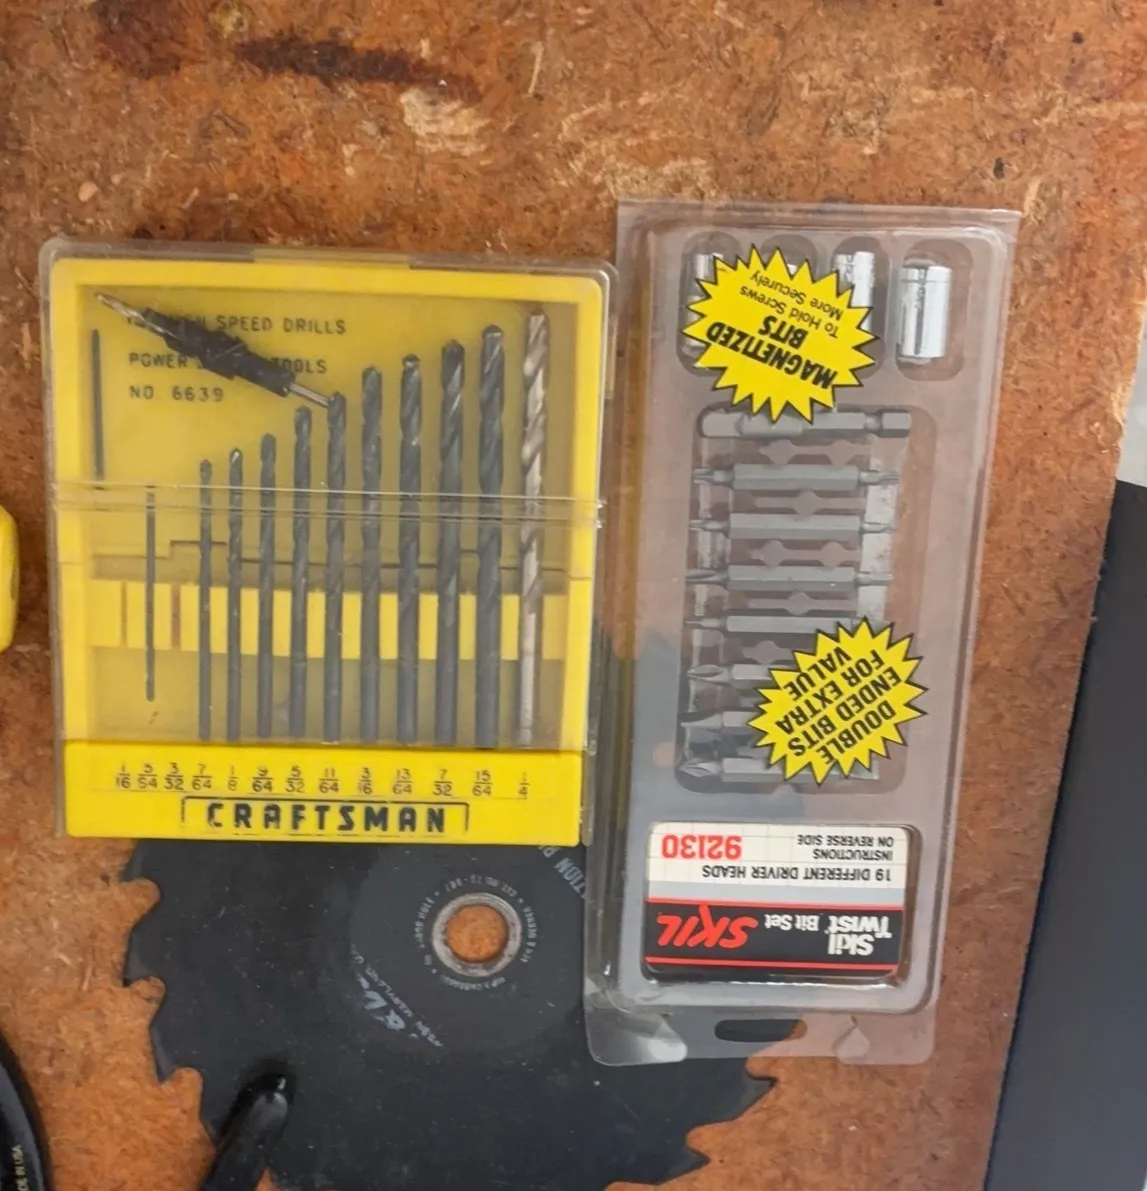 SPEED DRILLS
POWER TOOLS
NO. 6639
1/16 5/64 3/32 7/64 1/8 9/64 5/32 11/64 3/16 13/64 7/32 15/64 1/4
CRAFTSMAN
MAGNETIZED
BITS
To Hold Screws
More Securely
DOUBLE
ENDED BITS
FOR EXTRA
VALUE
Skil
Twist Bit Set
SKIL
19 DIFFERENT DRIVER HEADS
INSTRUCTIONS
ON REVERSE SIDE
92130
IN USA